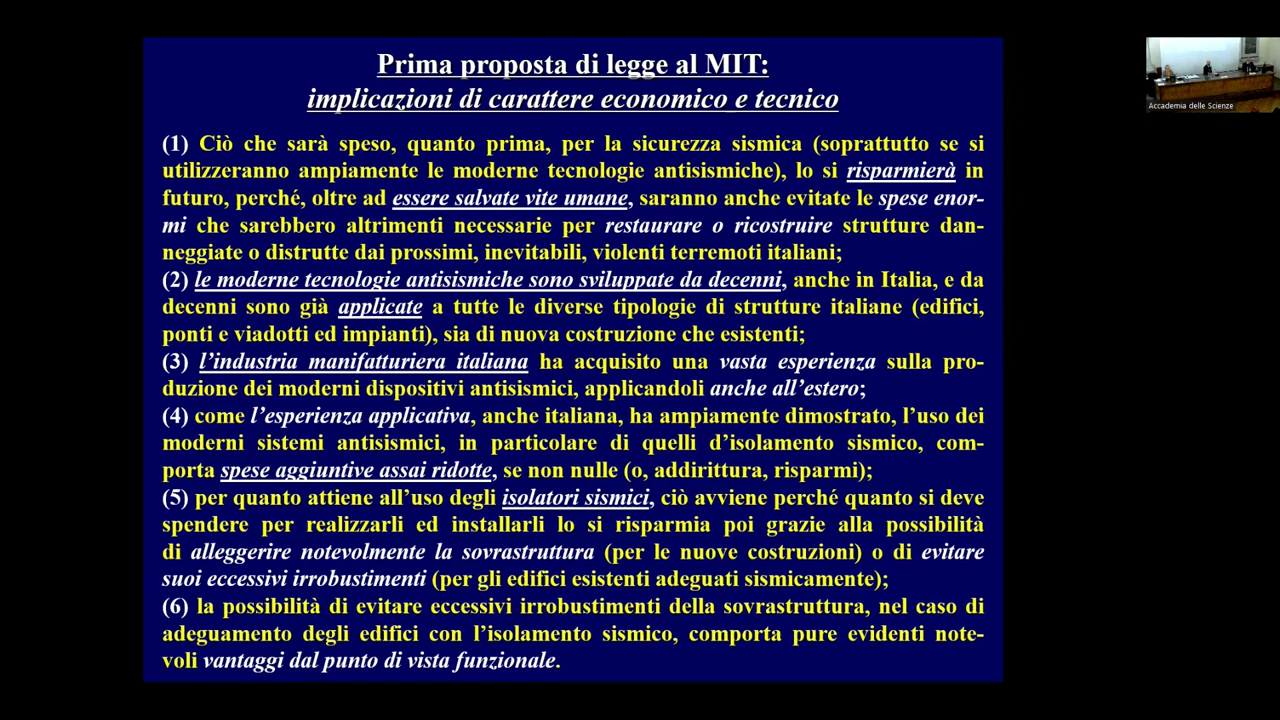 Prima proposta di legge al MIT:
implicazioni di carattere economico e tecnico
(1) Ciò che sarà speso, quanto prima, per la sicurezza sismica (soprattutto se si
utilizzeranno ampiamente le moderne tecnologie antisismiche), lo si risparmierà in
futuro, perché, oltre ad essere salvate vite umane, saranno anche evitate le spese enor-
mi che sarebbero altrimenti necessarie per restaurare o ricostruire strutture dan-
neggiate o distrutte dai prossimi, inevitabili, violenti terremoti italiani;
(2) le moderne tecnologie antisismiche sono sviluppate da decenni, anche in Italia, e da
decenni sono già applicate a tutte le diverse tipologie di strutture italiane (edifici,
ponti e viadotti ed impianti), sia di nuova costruzione che esistenti;
(3) l’industria manifatturiera italiana ha acquisito una vasta esperienza sulla pro-
duzione dei moderni dispositivi antisismici, applicandoli anche all’estero;
(4) come l’esperienza applicativa, anche italiana, ha ampiamente dimostrato, l’uso dei
moderni sistemi antisismici, in particolare di quelli d’isolamento sismico, com-
porta spese aggiuntive assai ridotte, se non nulle (o, addirittura, risparmi);
(5) per quanto attiene all’uso degli isolatori sismici, ciò avviene perché quanto si deve
spendere per realizzarli ed installarli lo si risparmia poi grazie alla possibilità
di alleggerire notevolmente la sovrastruttura (per le nuove costruzioni) o di evitare
suoi eccessivi irrobustimenti (per gli edifici esistenti adeguati sismicamente);
(6) la possibilità di evitare eccessivi irrobustimenti della sovrastruttura, nel caso di
adeguamento degli edifici con l’isolamento sismico, comporta pure evidenti note-
voli vantaggi dal punto di vista funzionale.
Accademia delle Scienze